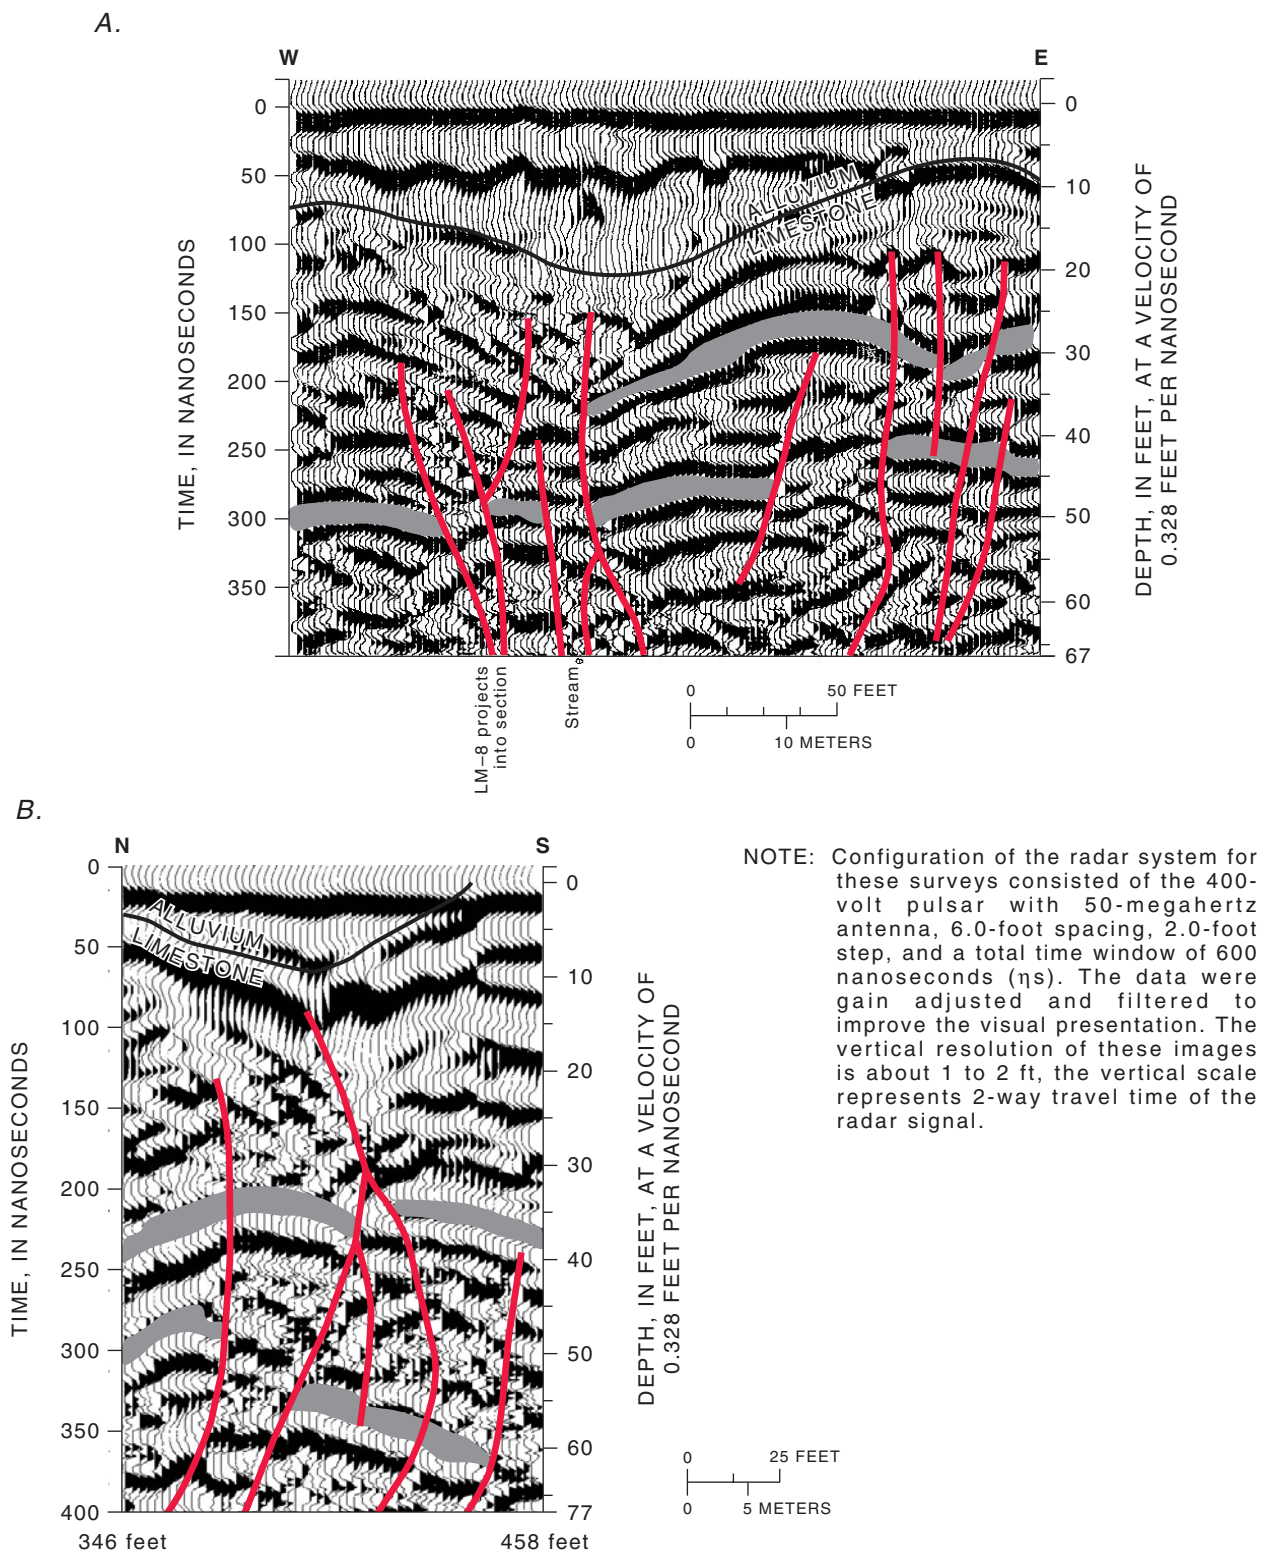 A.
W
E
0
50
100
150
200
250
300
350
TIME, IN NANOSECONDS
0
10
20
30
40
50
60
67
DEPTH, IN FEET, AT A VELOCITY OF
0.328 FEET PER NANOSECOND
ALLUVIUM
LIMESTONE
LM–8 projects
into section
Stream
0
50 FEET
0
10 METERS
B.
N
S
0
50
100
150
200
250
300
350
400
TIME, IN NANOSECONDS
0
10
20
30
40
50
60
77
DEPTH, IN FEET, AT A VELOCITY OF
0.328 FEET PER NANOSECOND
ALLUVIUM
LIMESTONE
346 feet
458 feet
NOTE: Configuration of the radar system for
these surveys consisted of the 400-
volt pulsar with 50-megahertz
antenna, 6.0-foot spacing, 2.0-foot
step, and a total time window of 600
nanoseconds (ηs). The data were
gain adjusted and filtered to
improve the visual presentation. The
vertical resolution of these images
is about 1 to 2 ft, the vertical scale
represents 2-way travel time of the
radar signal.
0
25 FEET
0
5 METERS